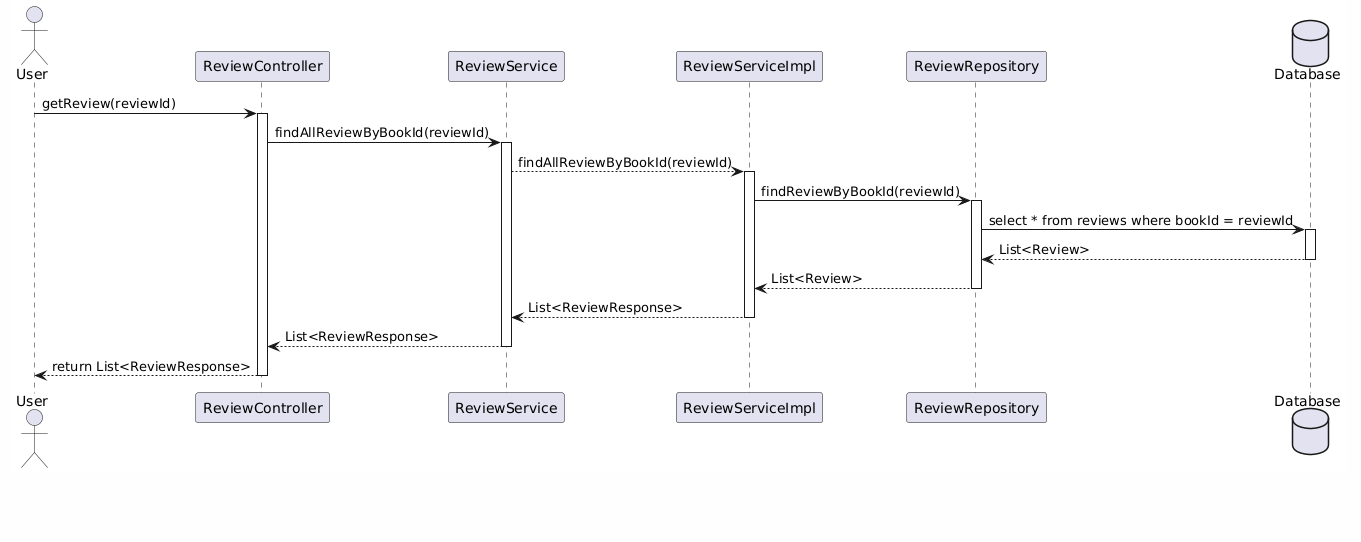 User
ReviewController
ReviewService
ReviewServiceImpl
ReviewRepository
Database
getReview(reviewId)
findAllReviewByBookId(reviewId)
findAllReviewByBookId(reviewId)
findReviewByBookId(reviewId)
select * from reviews where bookId = reviewId
List<Review>
List<Review>
List<ReviewResponse>
List<ReviewResponse>
return List<ReviewResponse>
User
ReviewController
ReviewService
ReviewServiceImpl
ReviewRepository
Database